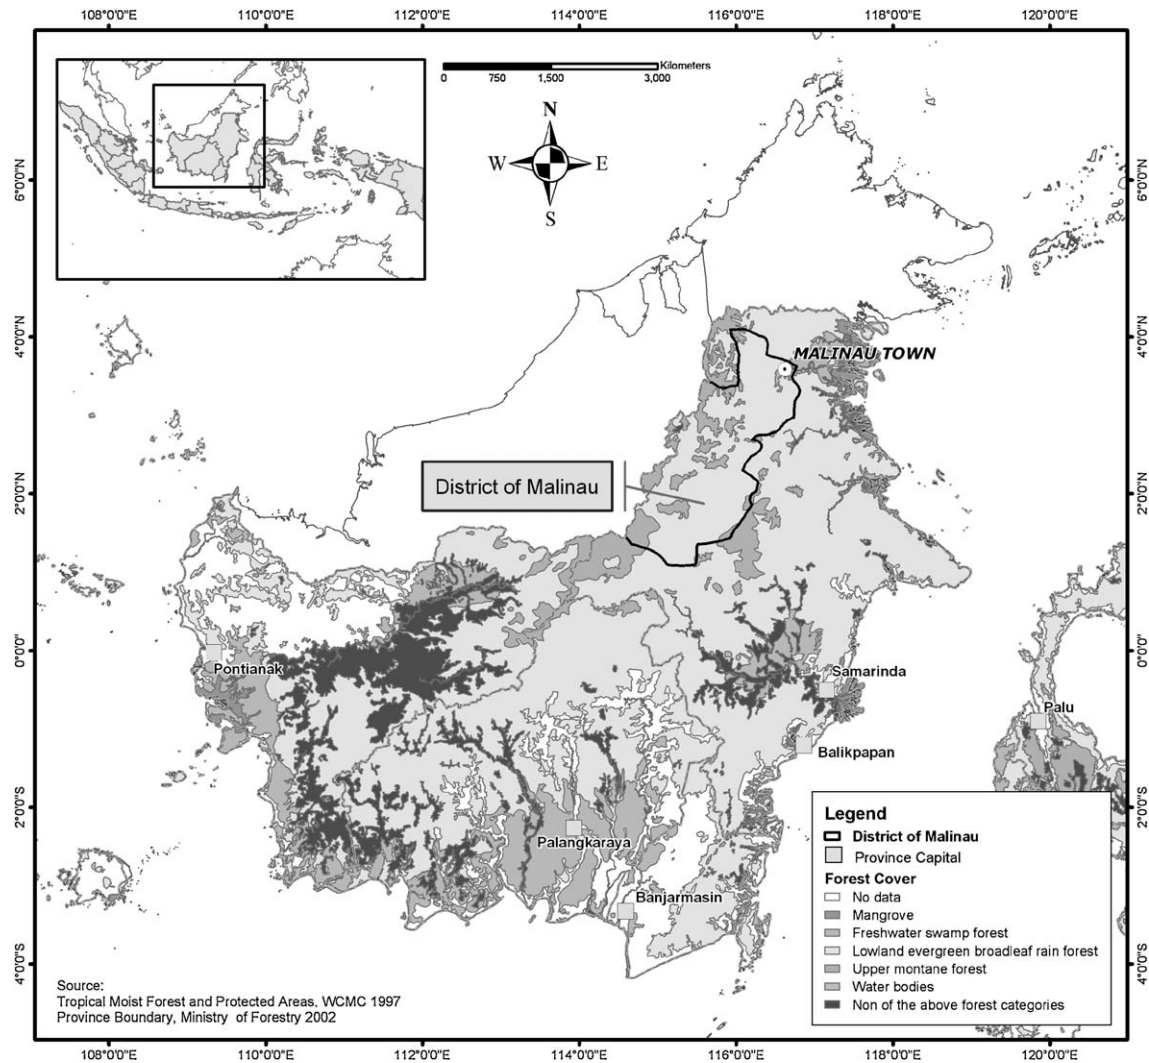 108°0'0"E 110°0'0"E 112°0'0"E 114°0'0"E 116°0'0"E 118°0'0"E 120°0'0"E
0 750 1,500 3,000 Kilometers
N
W E
S
6°0'0"N 6°0'0"N
4°0'0"N 4°0'0"N
MALINAU TOWN
District of Malinau
2°0'0"N 2°0'0"N
0°0'0"N 0°0'0"N
Pontianak
Samarinda
Palu
Balikpapan
2°0'0"S 2°0'0"S
Palangkaraya
Banjarmasin
4°0'0"S 4°0'0"S
Legend
District of Malinau
Province Capital
Forest Cover
No data
Mangrove
Freshwater swamp forest
Lowland evergreen broadleaf rain forest
Upper montane forest
Water bodies
Non of the above forest categories
Source:
Tropical Moist Forest and Protected Areas, WCMC 1997
Province Boundary, Ministry of Forestry 2002
108°0'0"E 110°0'0"E 112°0'0"E 114°0'0"E 116°0'0"E 118°0'0"E 120°0'0"E